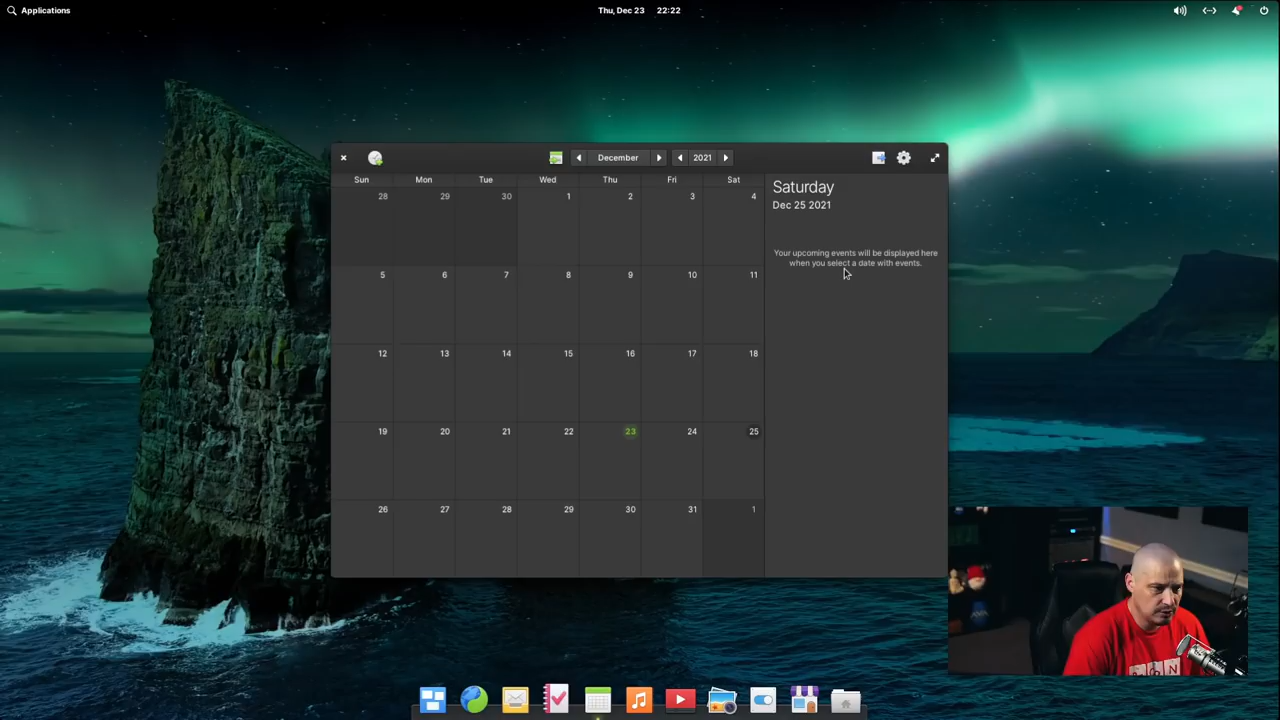 Applications
Thu, Dec 23 22:22
December
2021
Sun Mon Tue Wed Thu Fri Sat
28 29 30 1 2 3 4
5 6 7 8 9 10 11
12 13 14 15 16 17 18
19 20 21 22 23 24 25
26 27 28 29 30 31 1
Saturday
Dec 25 2021
Your upcoming events will be displayed here
when you select a date with events.